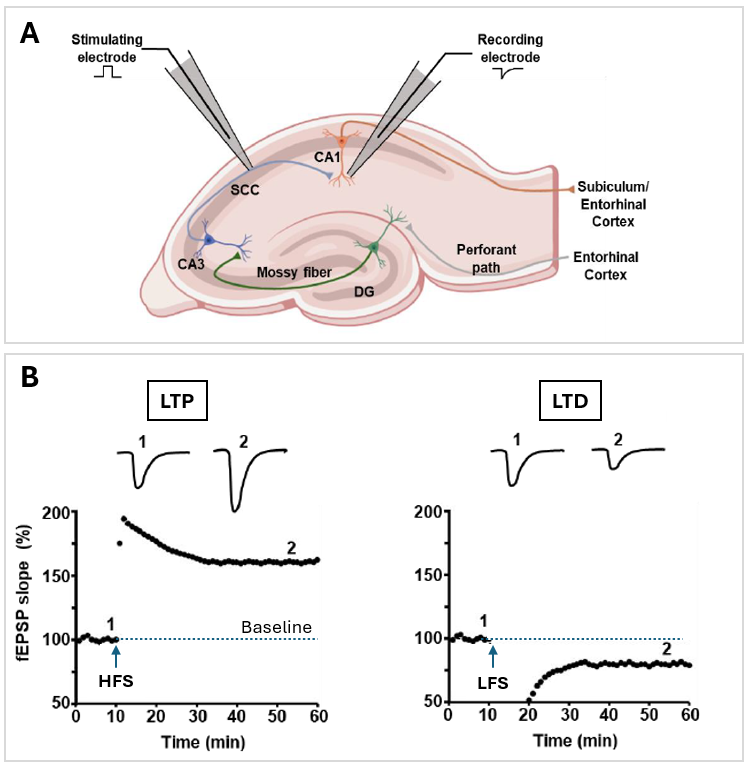 A
Stimulating
electrode
Recording
electrode
CA1
SCC
Subiculum/
Entorhinal
Cortex
CA3
Mossy fiber
Perforant
path
Entorhinal
Cortex
DG
B
LTP
1
2
fEPSP slope (%)
200
150
100
50
1
2
Baseline
HFS
0
10
20
30
40
50
60
Time (min)
LTD
1
2
200
150
100
50
1
2
LFS
0
10
20
30
40
50
60
Time (min)